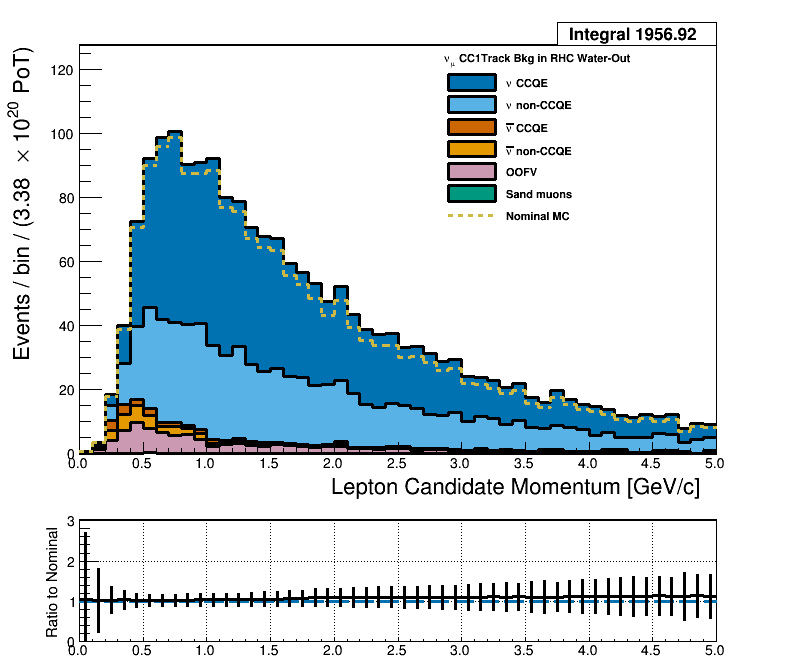 Integral 1956.92
ν_μ CC1Track Bkg in RHC Water-Out
ν CCQE
ν non-CCQE
ν̅ CCQE
ν̅ non-CCQE
OOFV
Sand muons
Nominal MC
Events / bin / (3.38 × 10²⁰ PoT)
120
100
80
60
40
20
0
0.0 0.5 1.0 1.5 2.0 2.5 3.0 3.5 4.0 4.5 5.0
Lepton Candidate Momentum [GeV/c]
Ratio to Nominal
3
2
1
0
0.0 0.5 1.0 1.5 2.0 2.5 3.0 3.5 4.0 4.5 5.0